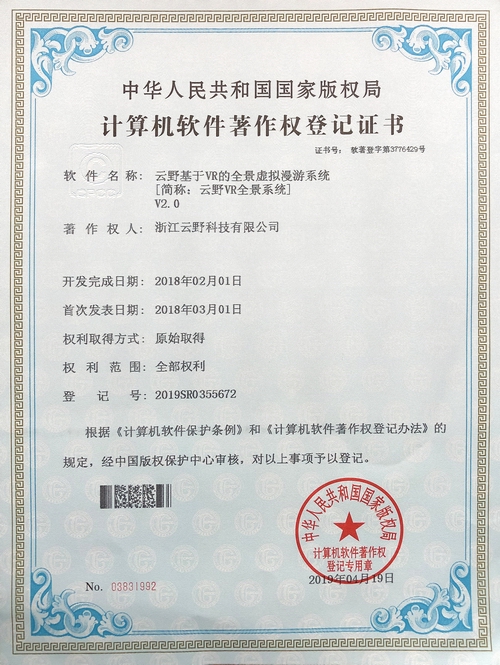 中华人民共和国国家版权局
计算机软件著作权登记证书
证书号： 软著登字第3776429号
软件名称： 云野基于VR的全景虚拟漫游系统
[简称：云野VR全景系统]
V2.0
著作权人： 浙江云野科技有限公司
开发完成日期： 2018年02月01日
首次发表日期： 2018年03月01日
权利取得方式： 原始取得
权利范围： 全部权利
登记号： 2019SR0355672
根据《计算机软件保护条例》和《计算机软件著作权登记办法》的
规定，经中国版权保护中心审核，对以上事项予以登记。
中华人民共和国国家版权局
计算机软件著作权
登记专用章
2019年04月19日
No. 03831992